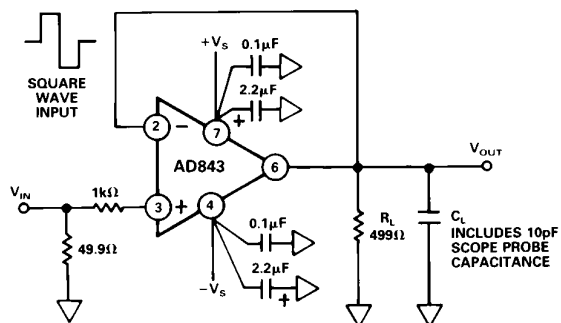 SQUARE
WAVE
INPUT
+VS
0.1µF
2.2µF
+
2
−
7
AD843
6
VOUT
VIN
1kΩ
3
+
4
49.9Ω
0.1µF
2.2µF
+
−VS
RL
499Ω
CL
INCLUDES 10pF
SCOPE PROBE
CAPACITANCE